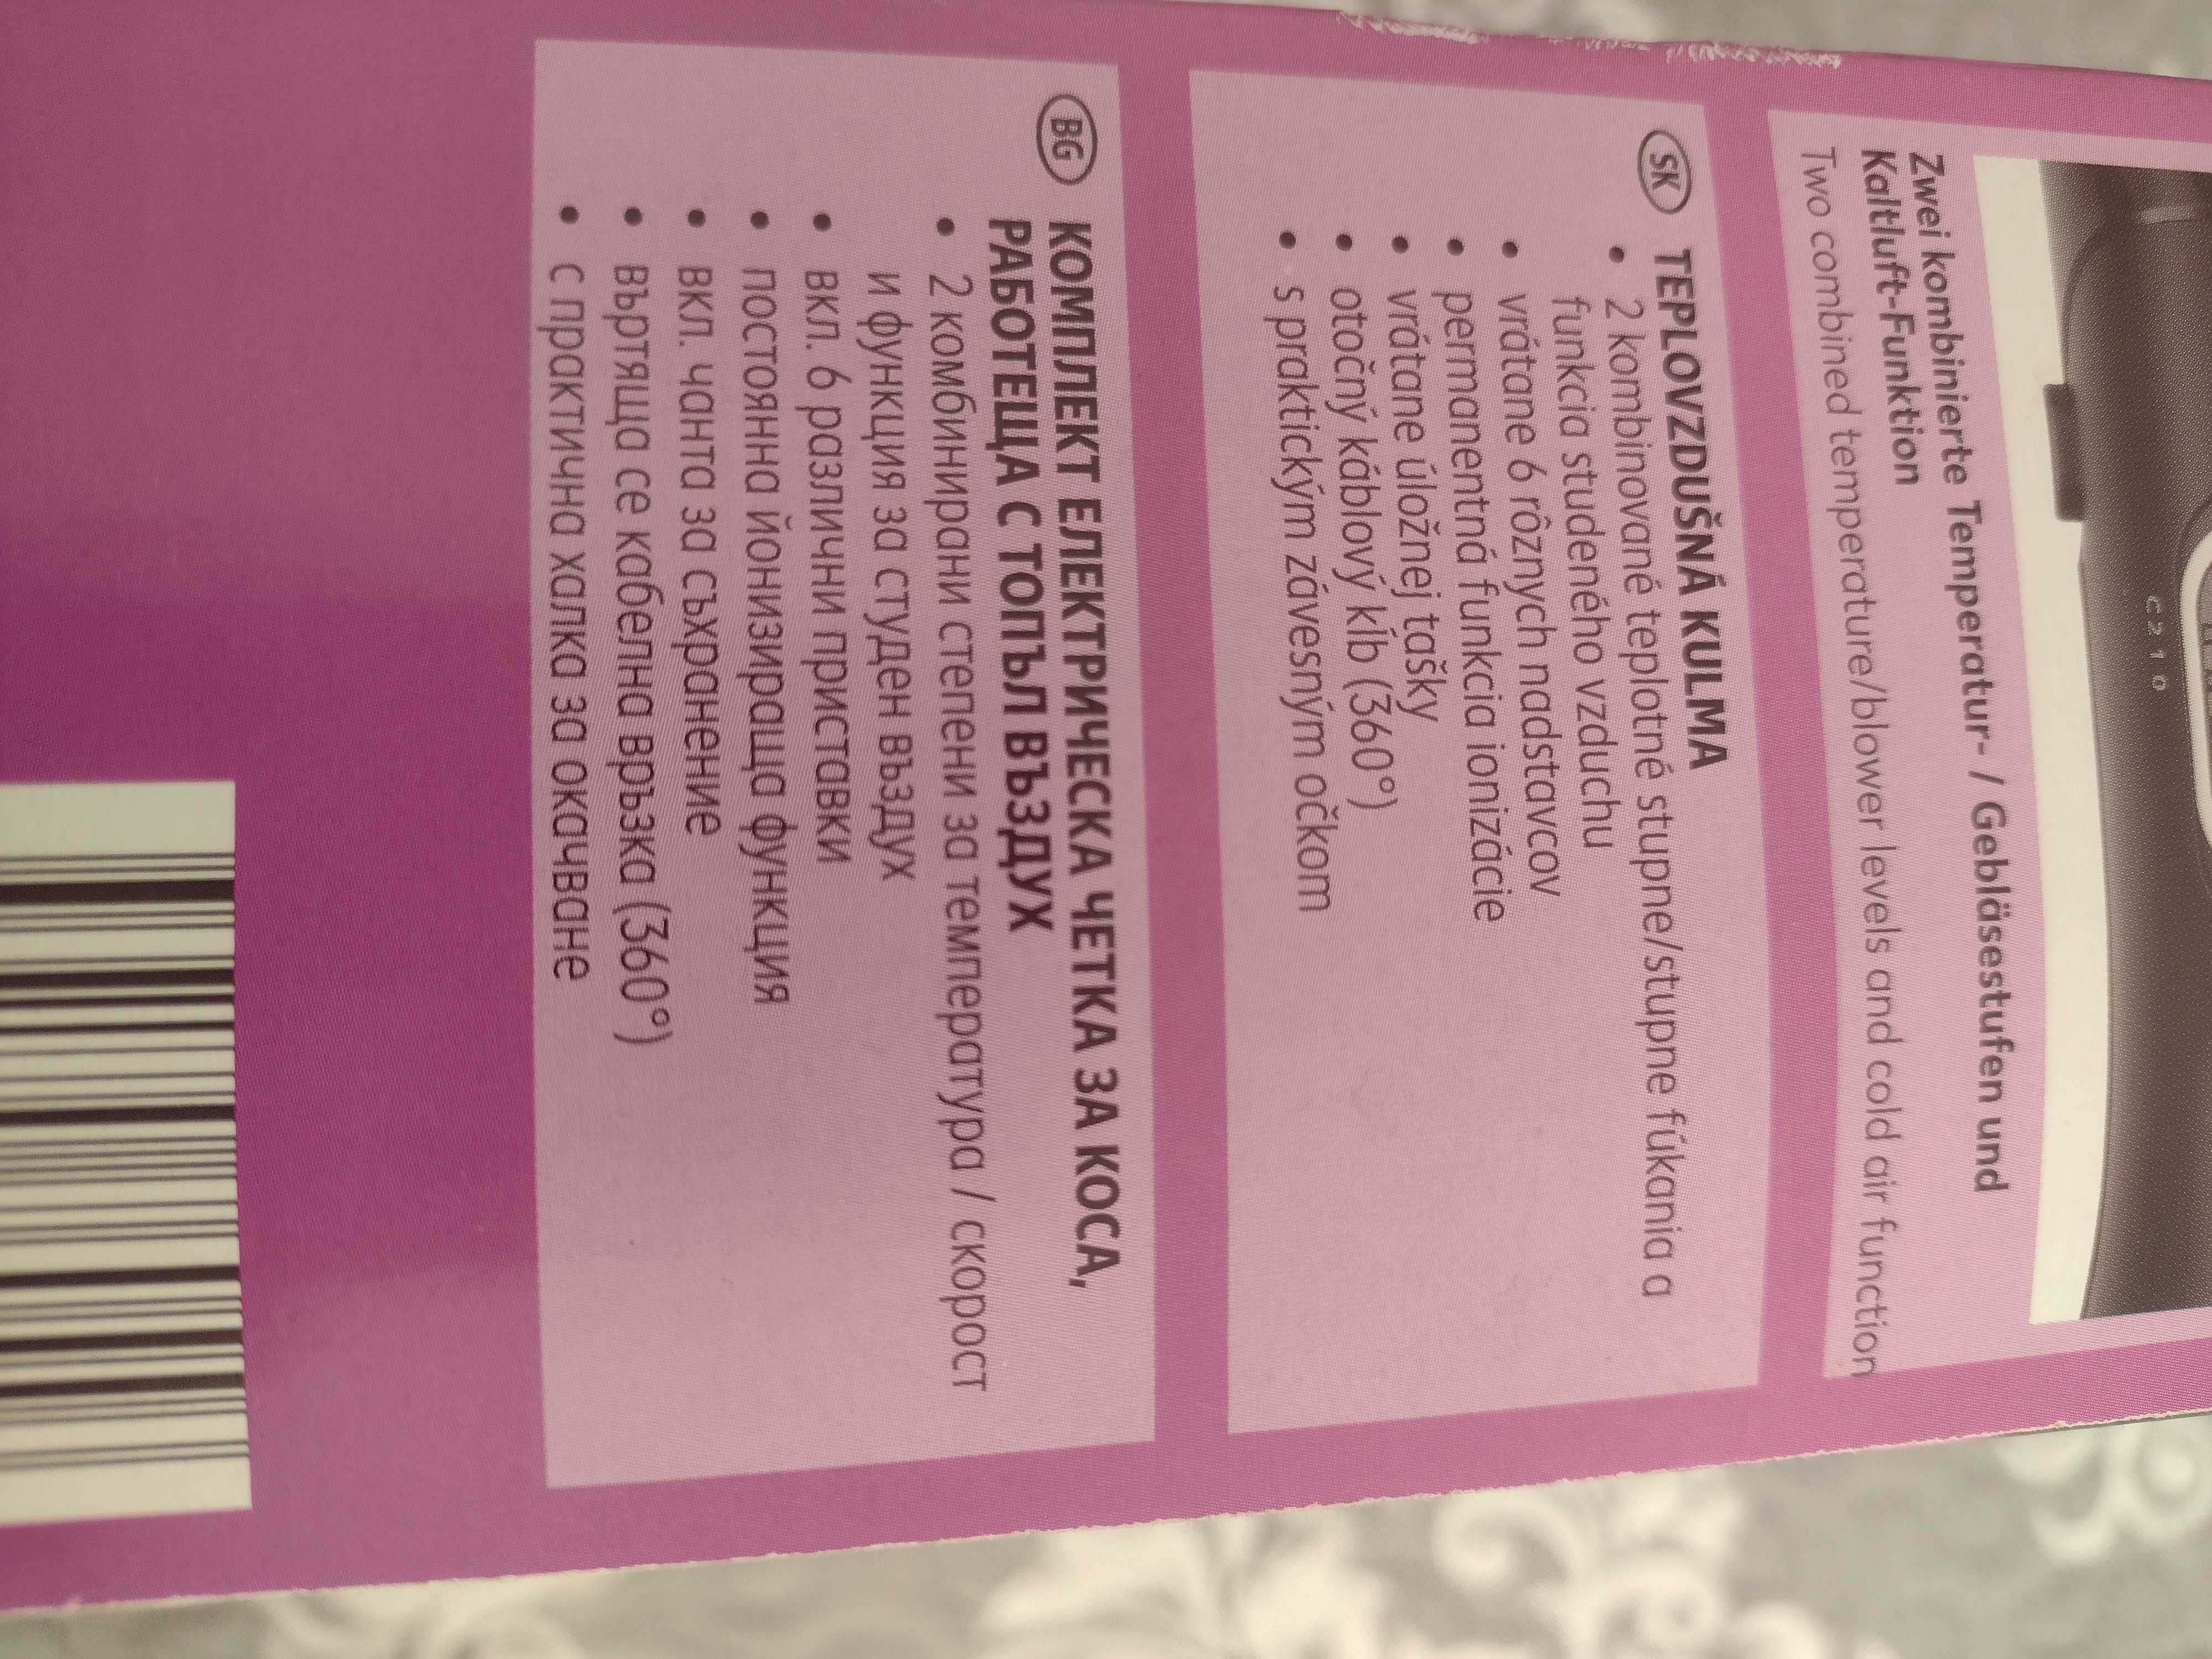 C 2 1 0
Zwei kombinierte Temperatur- / Gebläsestufen und
Kaltluft-Funktion
Two combined temperature/blower levels and cold air function
SK TEPLOVZDUŠNÁ KULMA
• 2 kombinované teplotné stupne/stupne fúkania a
funkcia studeného vzduchu
• vrátane 6 rôznych nadstavcov
• permanentná funkcia ionizácie
• vrátane úložnej tašky
• otočný káblový kĺb (360°)
• s praktickým závesným očkom
BG КОМПЛЕКТ ЕЛЕКТРИЧЕСКА ЧЕТКА ЗА КОСА,
РАБОТЕЩА С ТОПЪЛ ВЪЗДУХ
• 2 комбинирани степени за температура / скорост
и функция за студен въздух
• вкл. 6 различни приставки
• постоянна йонизираща функция
• вкл. чанта за съхранение
• въртяща се кабелна връзка (360°)
• с практична халка за окачване